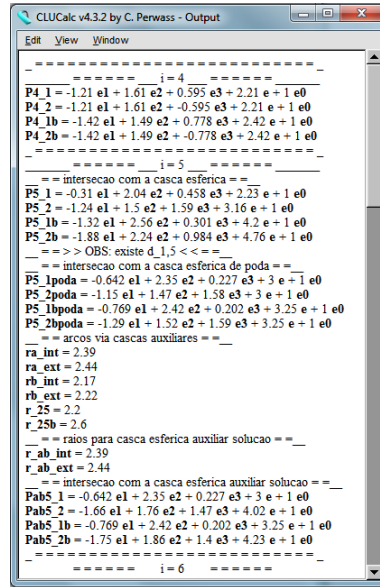 CLUCalc v4.3.2 by C. Perwass - Output
Edit View Window
_ = = = = = = = = = = = = = = = = = = = = = = = = = = = _
______ = = = = = = ___ i = 4 ___ = = = = = = ______
P4_1 = -1.21 e1 + 1.61 e2 + 0.595 e3 + 2.21 e + 1 e0
P4_2 = -1.21 e1 + 1.61 e2 + -0.595 e3 + 2.21 e + 1 e0
P4_1b = -1.42 e1 + 1.49 e2 + 0.778 e3 + 2.42 e + 1 e0
P4_2b = -1.42 e1 + 1.49 e2 + -0.778 e3 + 2.42 e + 1 e0
_ = = = = = = = = = = = = = = = = = = = = = = = = = = = _
______ = = = = = = ___ i = 5 ___ = = = = = = ______
__ = = intersecao com a casca esferica = =__
P5_1 = -0.31 e1 + 2.04 e2 + 0.458 e3 + 2.23 e + 1 e0
P5_2 = -1.24 e1 + 1.5 e2 + 1.59 e3 + 3.16 e + 1 e0
P5_1b = -1.32 e1 + 2.56 e2 + 0.301 e3 + 4.2 e + 1 e0
P5_2b = -1.88 e1 + 2.24 e2 + 0.984 e3 + 4.76 e + 1 e0
__ = = > > OBS: existe d_1,5 < < = =__
__ = = intersecao com a casca esferica de poda = =__
P5_1poda = -0.642 e1 + 2.35 e2 + 0.227 e3 + 3 e + 1 e0
P5_2poda = -1.15 e1 + 1.47 e2 + 1.58 e3 + 3 e + 1 e0
P5_1bpoda = -0.769 e1 + 2.42 e2 + 0.202 e3 + 3.25 e + 1 e0
P5_2bpoda = -1.29 e1 + 1.52 e2 + 1.59 e3 + 3.25 e + 1 e0
__ = = arcos via cascas auxiliares = =__
ra_int = 2.39
ra_ext = 2.44
rb_int = 2.17
rb_ext = 2.22
r_25 = 2.2
r_25b = 2.6
__ = = raios para casca esferica auxiliar solucao = =__
r_ab_int = 2.39
r_ab_ext = 2.44
__ = = intersecao com a casca esferica auxiliar solucao = =__
Pab5_1 = -0.642 e1 + 2.35 e2 + 0.227 e3 + 3 e + 1 e0
Pab5_2 = -1.66 e1 + 1.76 e2 + 1.47 e3 + 4.02 e + 1 e0
Pab5_1b = -0.769 e1 + 2.42 e2 + 0.202 e3 + 3.25 e + 1 e0
Pab5_2b = -1.75 e1 + 1.86 e2 + 1.4 e3 + 4.23 e + 1 e0
_ = = = = = = = = = = = = = = = = = = = = = = = = = = = _
= = = = = = i = 6 = = = = = =